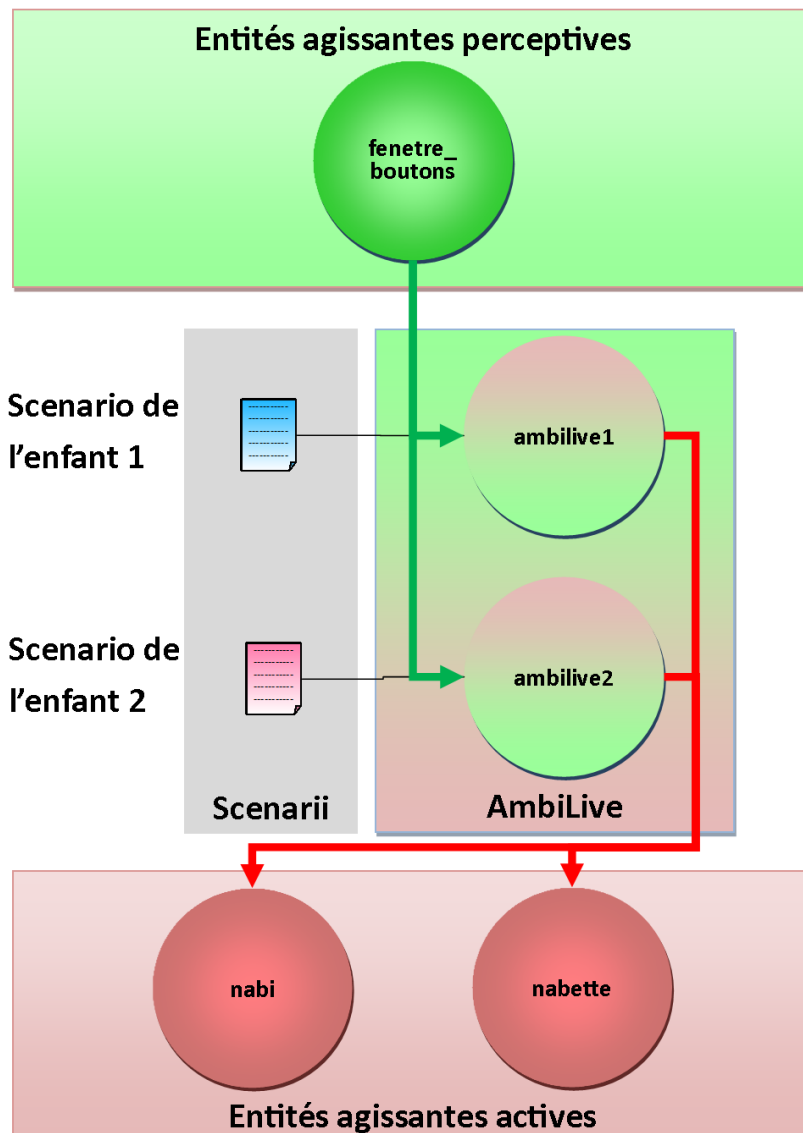 Entités agissantes perceptives
fenetre_
boutons
Scenario de
l’enfant 1
ambilive1
Scenario de
l’enfant 2
ambilive2
Scenarii
AmbiLive
nabi
nabette
Entités agissantes actives